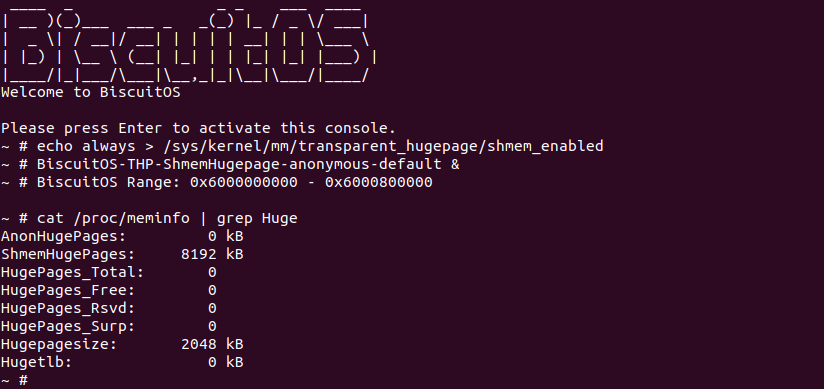 BiscuitOS
Welcome to BiscuitOS
Please press Enter to activate this console.
~ # echo always > /sys/kernel/mm/transparent_hugepage/shmem_enabled
~ # BiscuitOS-THP-ShmemHugepage-anonymous-default &
~ # BiscuitOS Range: 0x6000000000 - 0x6000800000
~ # cat /proc/meminfo | grep Huge
AnonHugePages:         0 kB
ShmemHugePages:     8192 kB
HugePages_Total:       0
HugePages_Free:        0
HugePages_Rsvd:        0
HugePages_Surp:        0
Hugepagesize:       2048 kB
Hugetlb:               0 kB
~ #